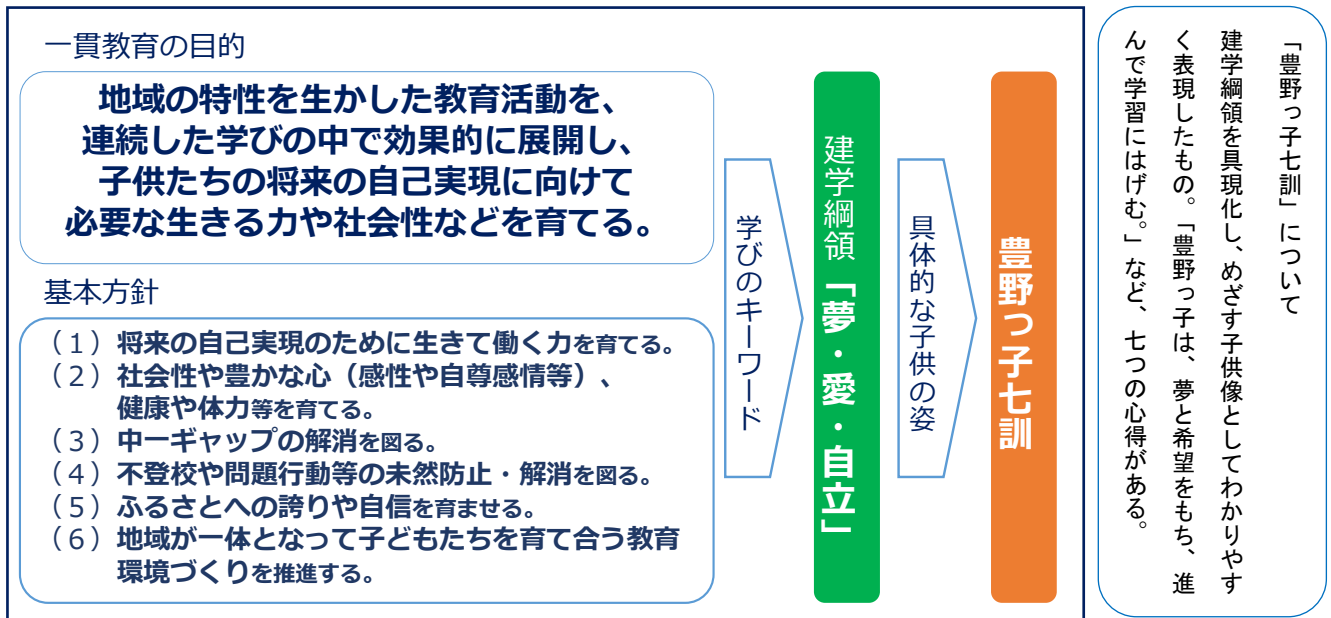 一貫教育の目的
地域の特性を生かした教育活動を、
連続した学びの中で効果的に展開し、
子供たちの将来の自己実現に向けて
必要な生きる力や社会性などを育てる。
基本方針
（１）将来の自己実現のために生きて働く力を育てる。
（２）社会性や豊かな心（感性や自尊感情等）、
健康や体力等を育てる。
（３）中一ギャップの解消を図る。
（４）不登校や問題行動等の未然防止・解消を図る。
（５）ふるさとへの誇りや自信を育ませる。
（６）地域が一体となって子どもたちを育て合う教育
環境づくりを推進する。
学びのキーワード
建学綱領「夢・愛・自立」
具体的な子供の姿
豊野っ子七訓
「豊野っ子七訓」について
建学綱領を具現化し、めざす子供像としてわかりやす
く表現したもの。「豊野っ子は、夢と希望をもち、進
んで学習にはげむ。」など、七つの心得がある。